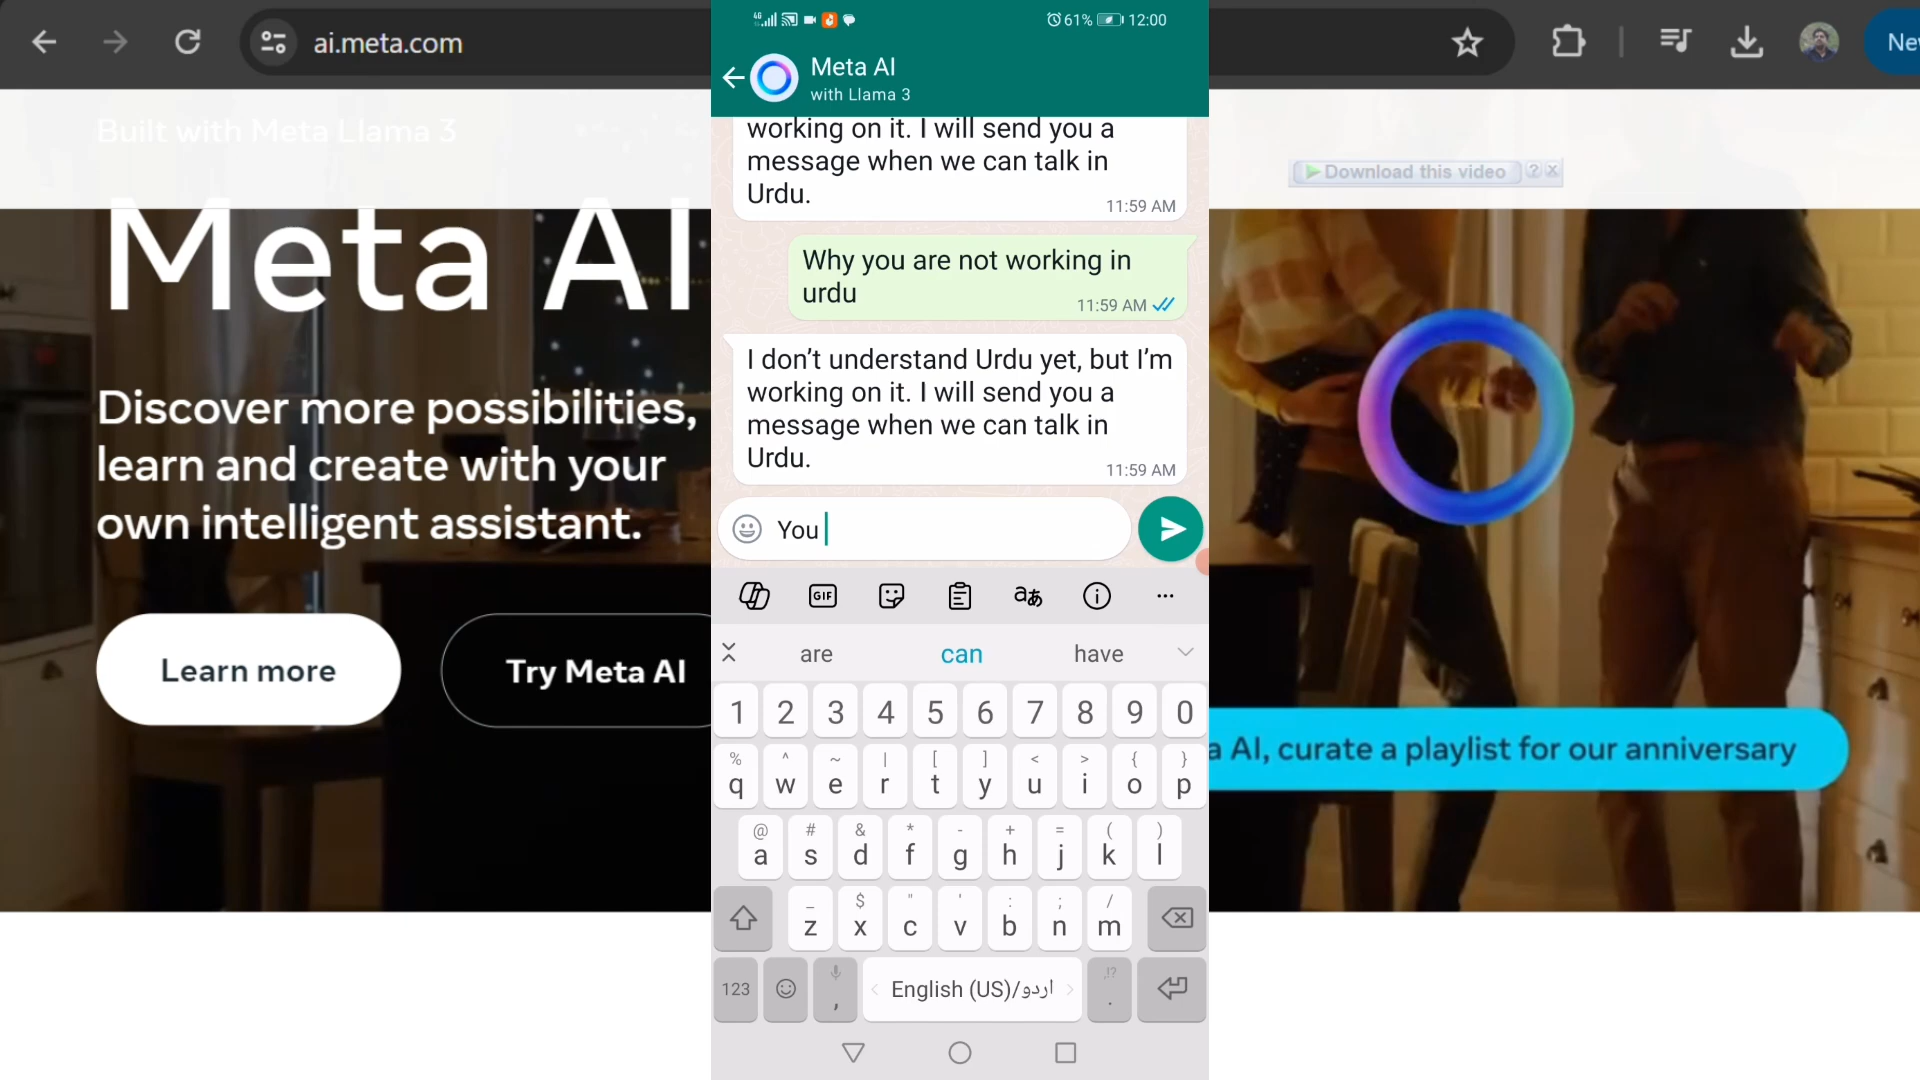 ai.meta.com
New
Built with Meta Llama 3
Meta AI
Discover more possibilities,
learn and create with your
own intelligent assistant.
Learn more
Try Meta AI
4G
61% 12:00
Meta AI
with Llama 3
working on it. I will send you a
message when we can talk in
Urdu.
11:59 AM
Why you are not working in
urdu
11:59 AM
I don’t understand Urdu yet, but I’m
working on it. I will send you a
message when we can talk in
Urdu.
11:59 AM
You
GIF
aあ
are can have
1 2 3 4 5 6 7 8 9 0
% ^ ~ | [ ] < > { }
q w e r t y u i o p
@ # & * - + = ( )
a s d f g h j k l
_ $ " ' : ; /
z x c v b n m
,!?
123 , English (US)/اردو .
Download this video ? X
a AI, curate a playlist for our anniversary